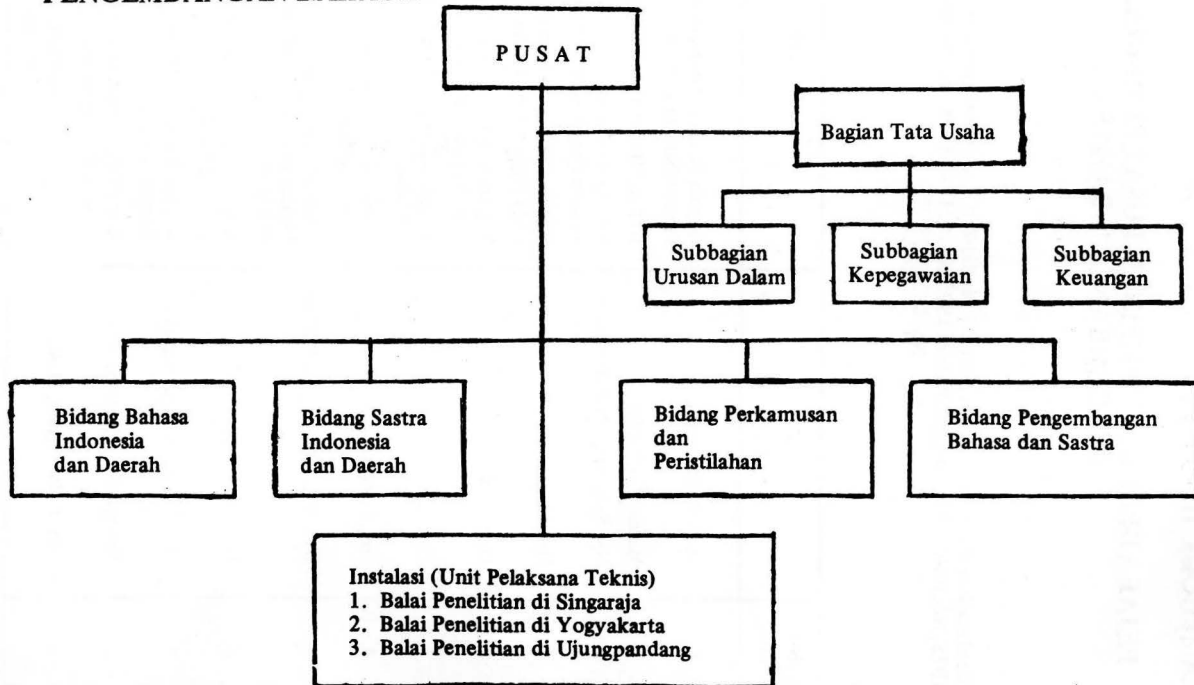 P U S A T
Bagian Tata Usaha
Subbagian
Urusan Dalam
Subbagian
Kepegawaian
Subbagian
Keuangan
Bidang Bahasa
Indonesia
dan Daerah
Bidang Sastra
Indonesia
dan Daerah
Bidang Perkamusan
dan
Peristilahan
Bidang Pengembangan
Bahasa dan Sastra
Instalasi (Unit Pelaksana Teknis)
1. Balai Penelitian di Singaraja
2. Balai Penelitian di Yogyakarta
3. Balai Penelitian di Ujungpandang